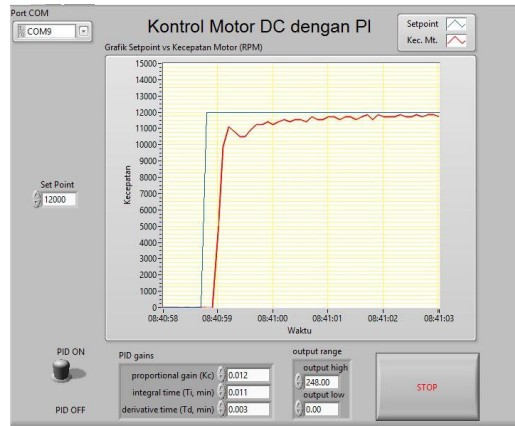 Port COM
COM9
Kontrol Motor DC dengan PI
Setpoint
Kec. Mt.
Grafik Setpoint vs Kecepatan Motor (RPM)
15000
14000
13000
12000
11000
10000
9000
8000
7000
6000
5000
4000
3000
2000
1000
0
Kecepatan
08:40:58
08:40:59
08:41:00
08:41:01
08:41:02
08:41:03
Waktu
Set Point
12000
PID ON
PID OFF
PID gains
proportional gain (Kc) 0.012
integral time (Ti, min) 0.011
derivative time (Td, min) 0.003
output range
output high
248.00
output low
0.00
STOP